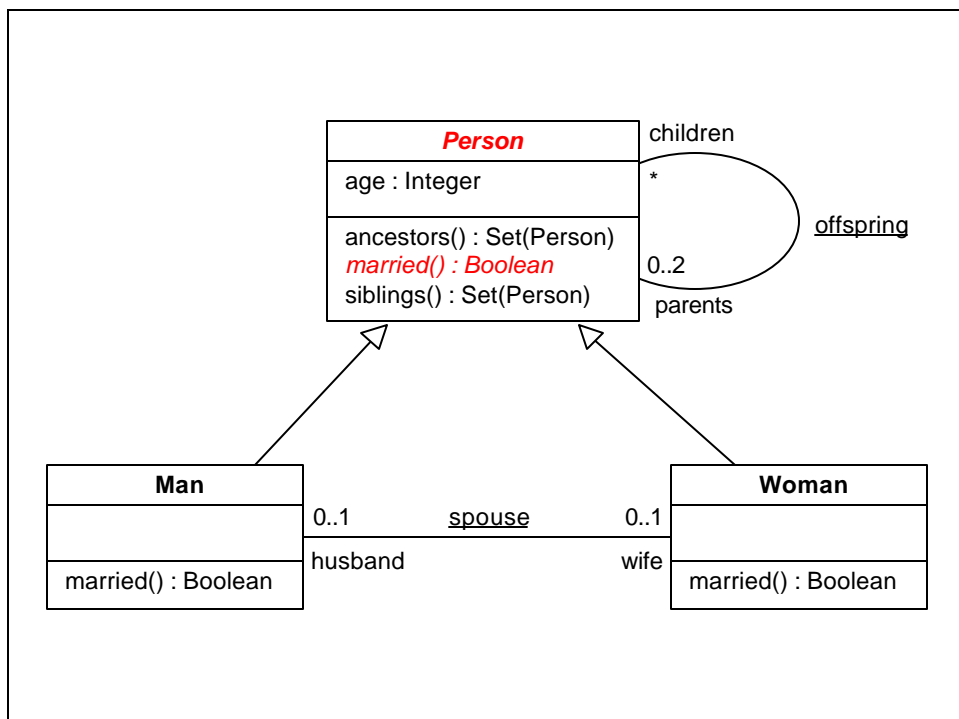 Person
age : Integer
ancestors() : Set(Person)
married() : Boolean
siblings() : Set(Person)
children
*
offspring
0..2
parents
Man
married() : Boolean
0..1
spouse
0..1
husband
wife
Woman
married() : Boolean